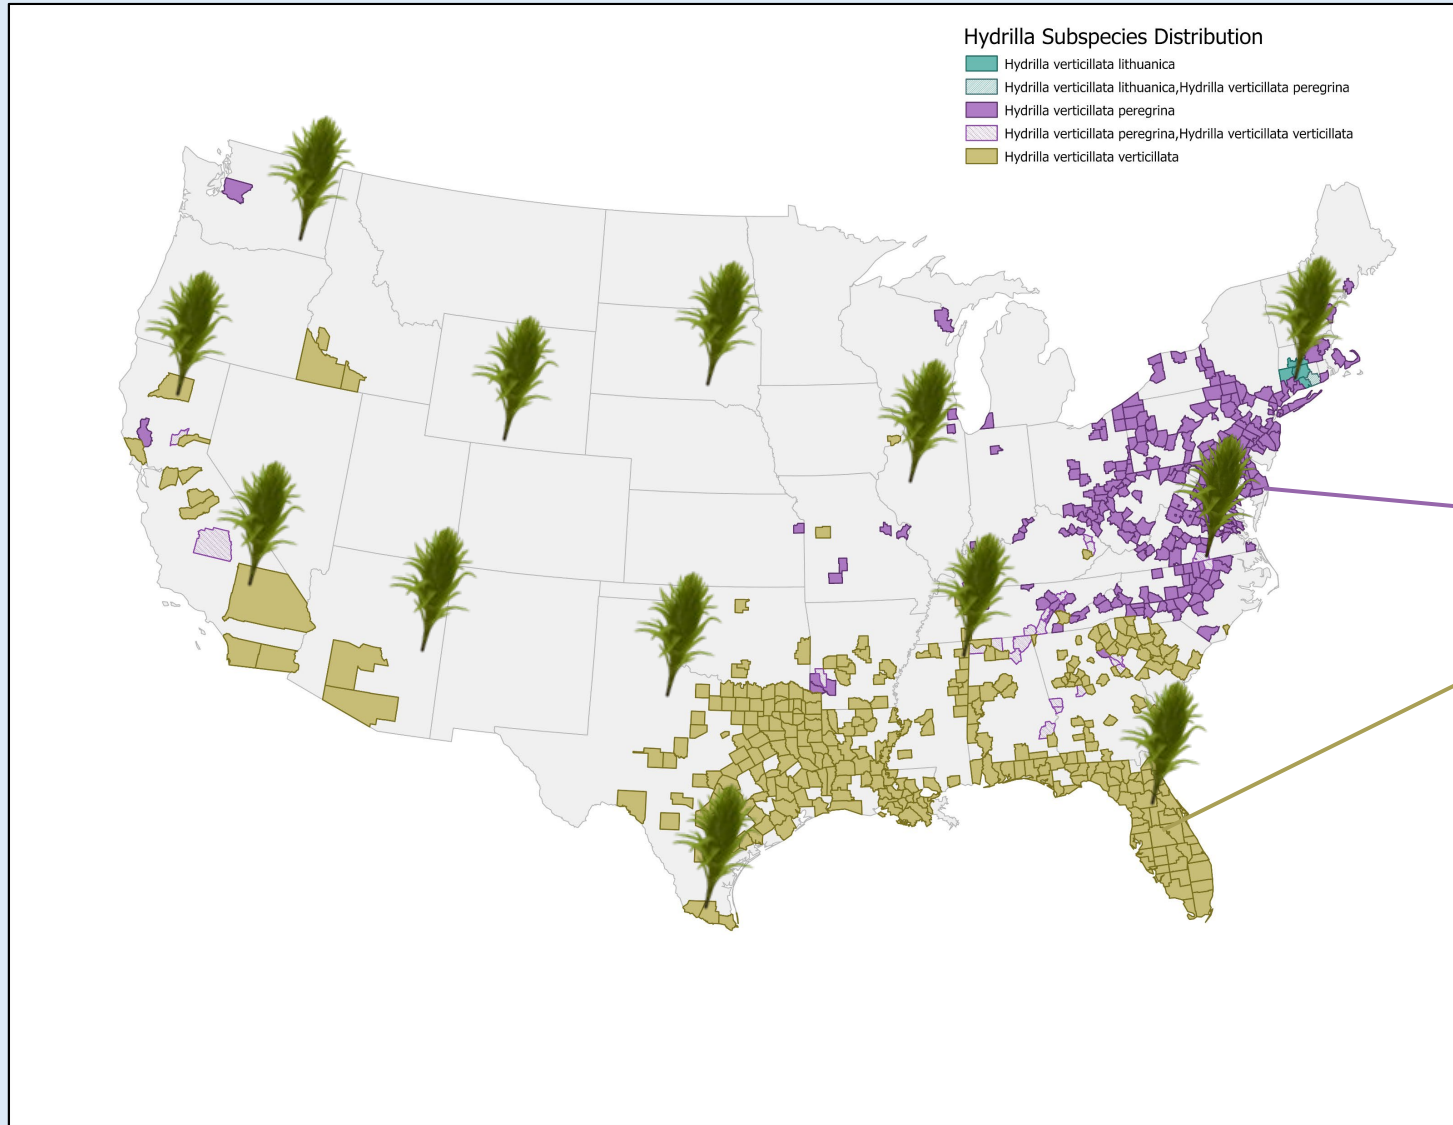 Hydrilla Subspecies Distribution
Hydrilla verticillata lithuanica
Hydrilla verticillata lithuanica,Hydrilla verticillata peregrina
Hydrilla verticillata peregrina
Hydrilla verticillata peregrina,Hydrilla verticillata verticillata
Hydrilla verticillata verticillata